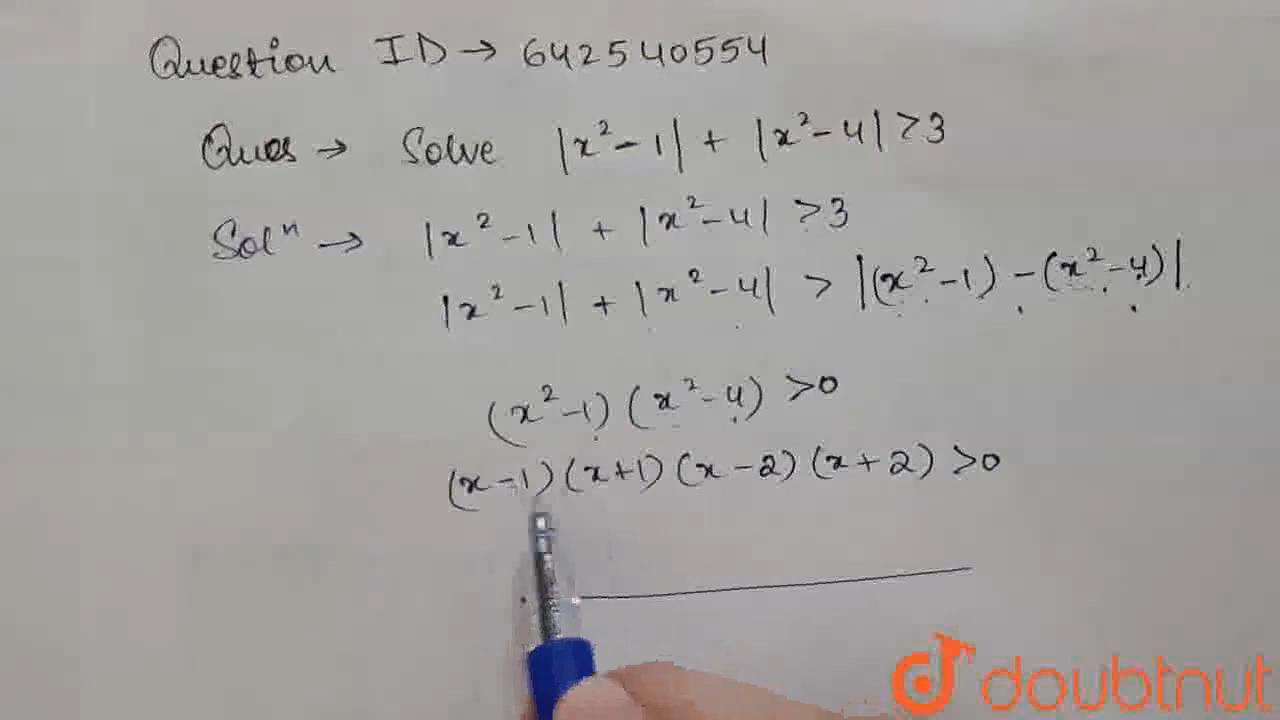 Question ID → 642540554
Ques → Solve |x² - 1| + |x² - 4| > 3
Solⁿ → |x² - 1| + |x² - 4| > 3
|x² - 1| + |x² - 4| > |(x² - 1) - (x² - 4)|
(x² - 1) (x² - 4) > 0
(x - 1) (x + 1) (x - 2) (x + 2) > 0
doubtnut